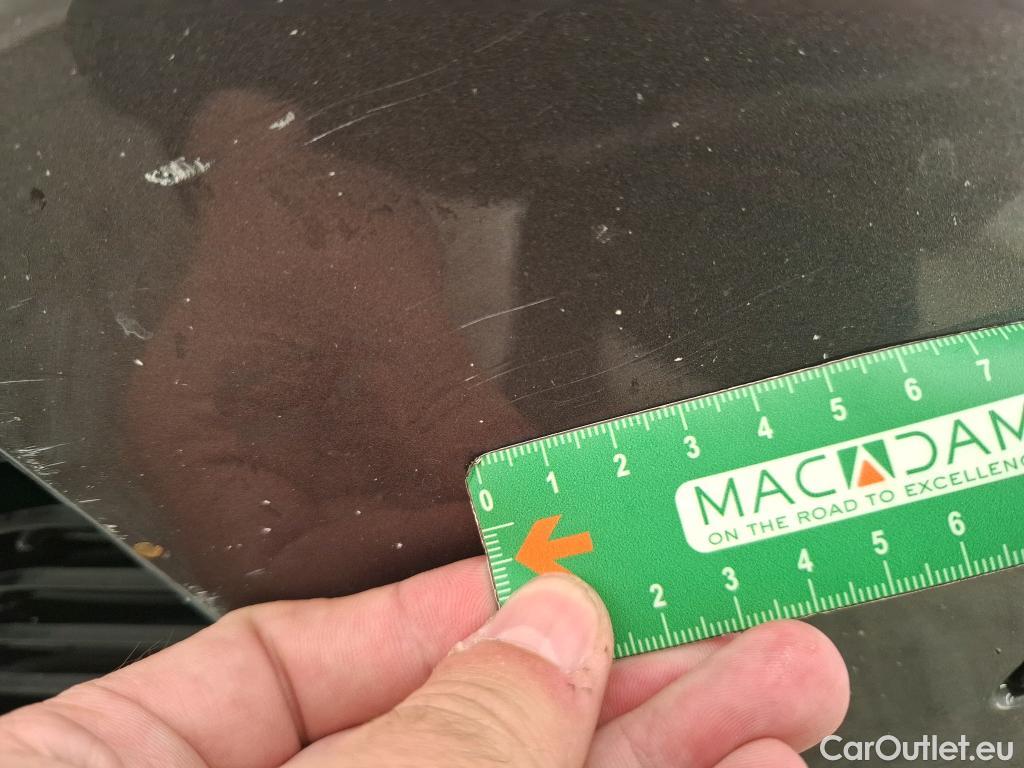 0 1 2 3 4 5 6 7
MACADAM
ON THE ROAD TO EXCELLENC
2 3 4 5 6
CarOutlet.eu